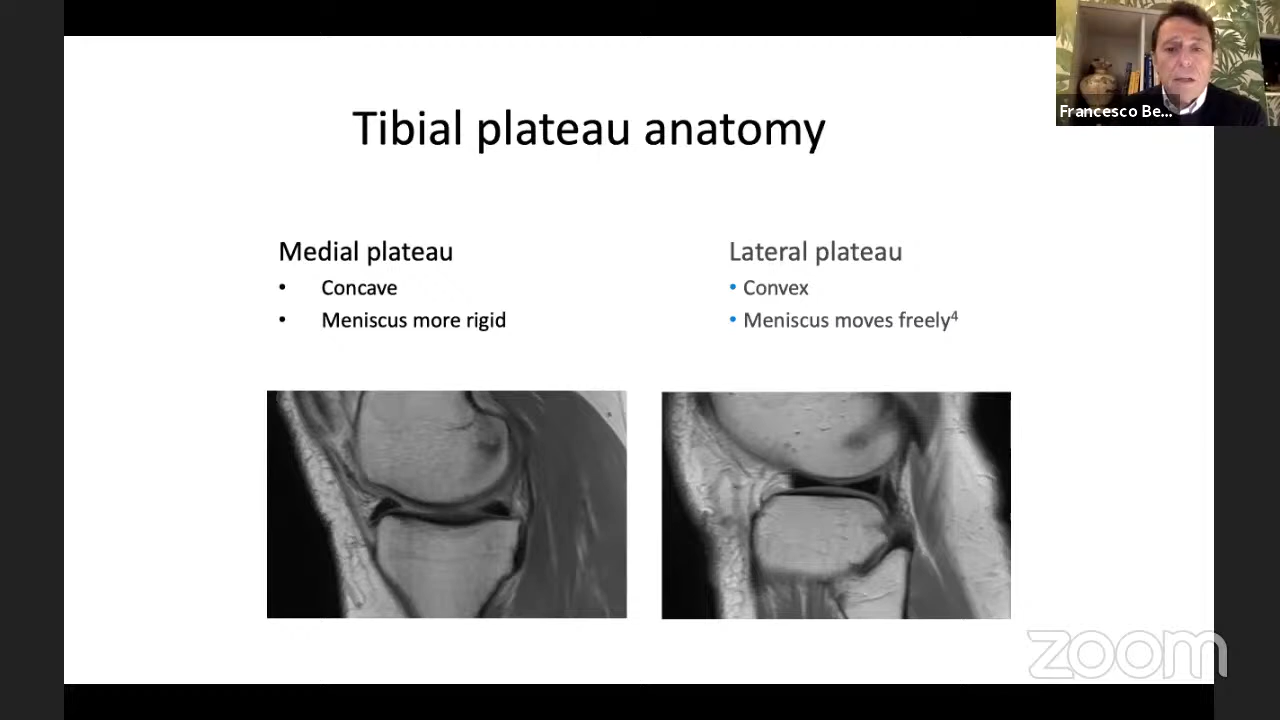 Francesco Be...
Tibial plateau anatomy
Medial plateau
• Concave
• Meniscus more rigid
Lateral plateau
• Convex
• Meniscus moves freely⁴
zoom